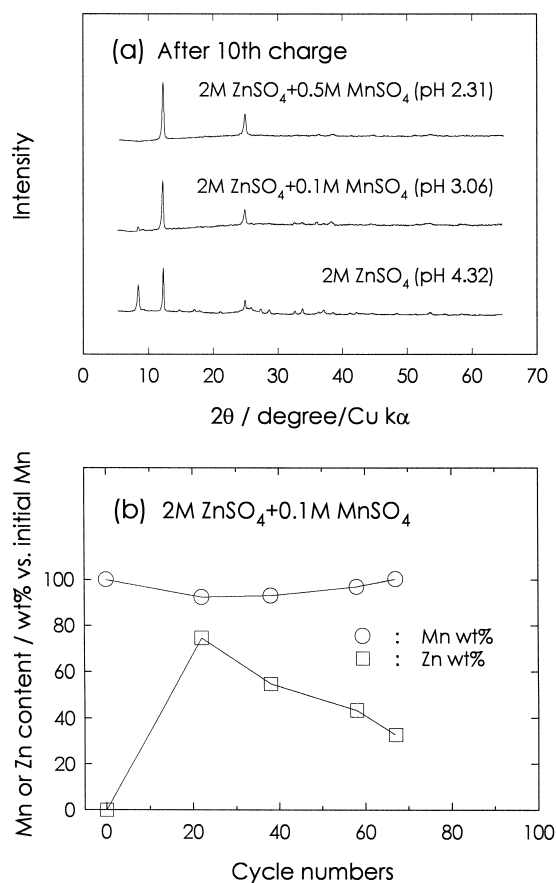 (a) After 10th charge
2M ZnSO₄+0.5M MnSO₄ (pH 2.31)
2M ZnSO₄+0.1M MnSO₄ (pH 3.06)
2M ZnSO₄ (pH 4.32)
Intensity
0 10 20 30 40 50 60 70
2θ / degree/Cu kα
(b) 2M ZnSO₄+0.1M MnSO₄
Mn or Zn content / wt% vs. initial Mn
100
80
60
40
20
0
○ : Mn wt%
□ : Zn wt%
0 20 40 60 80 100
Cycle numbers